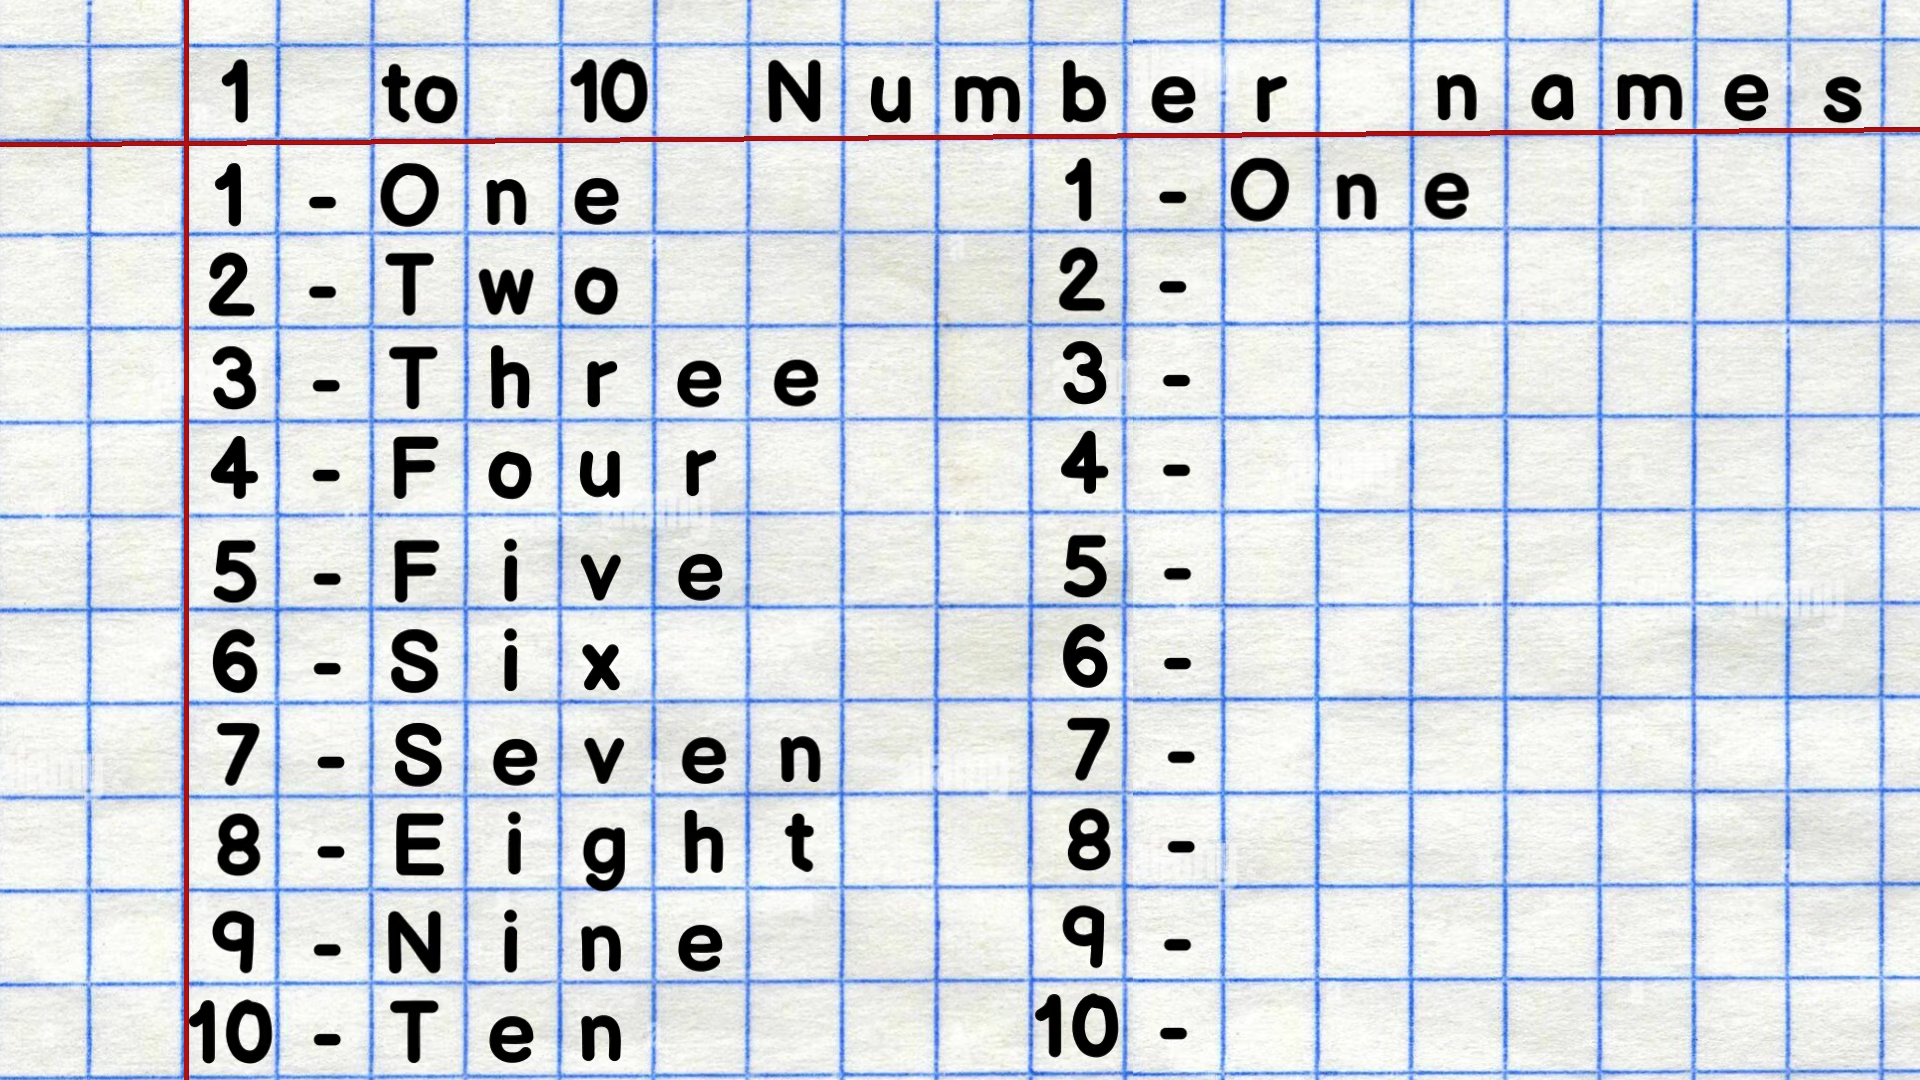 1 to 10 Number names
1 - One
2 - Two
3 - Three
4 - Four
5 - Five
6 - Six
7 - Seven
8 - Eight
9 - Nine
10 - Ten
1 - One
2 -
3 -
4 -
5 -
6 -
7 -
8 -
9 -
10 -